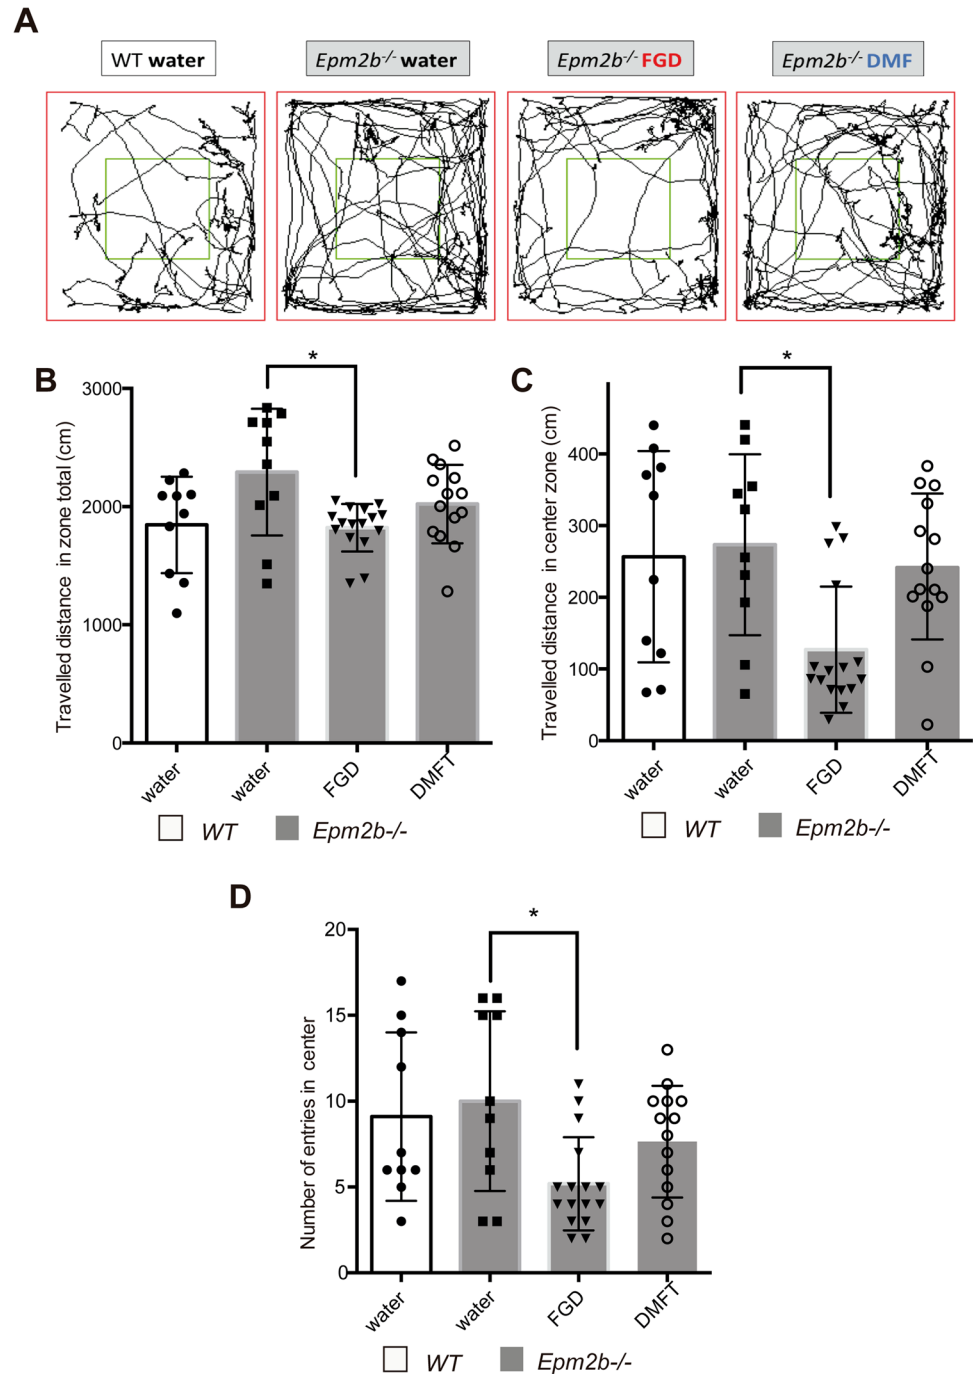 A
WT water
Epm2b-/- water
Epm2b-/- FGD
Epm2b-/- DMF
B
*
Travelled distance in zone total (cm)
3000
2000
1000
0
water
water
FGD
DMFT
WT
Epm2b-/-
C
*
Travelled distance in center zone (cm)
400
300
200
100
0
water
water
FGD
DMFT
WT
Epm2b-/-
D
*
Number of entries in center
20
15
10
5
0
water
water
FGD
DMFT
WT
Epm2b-/-